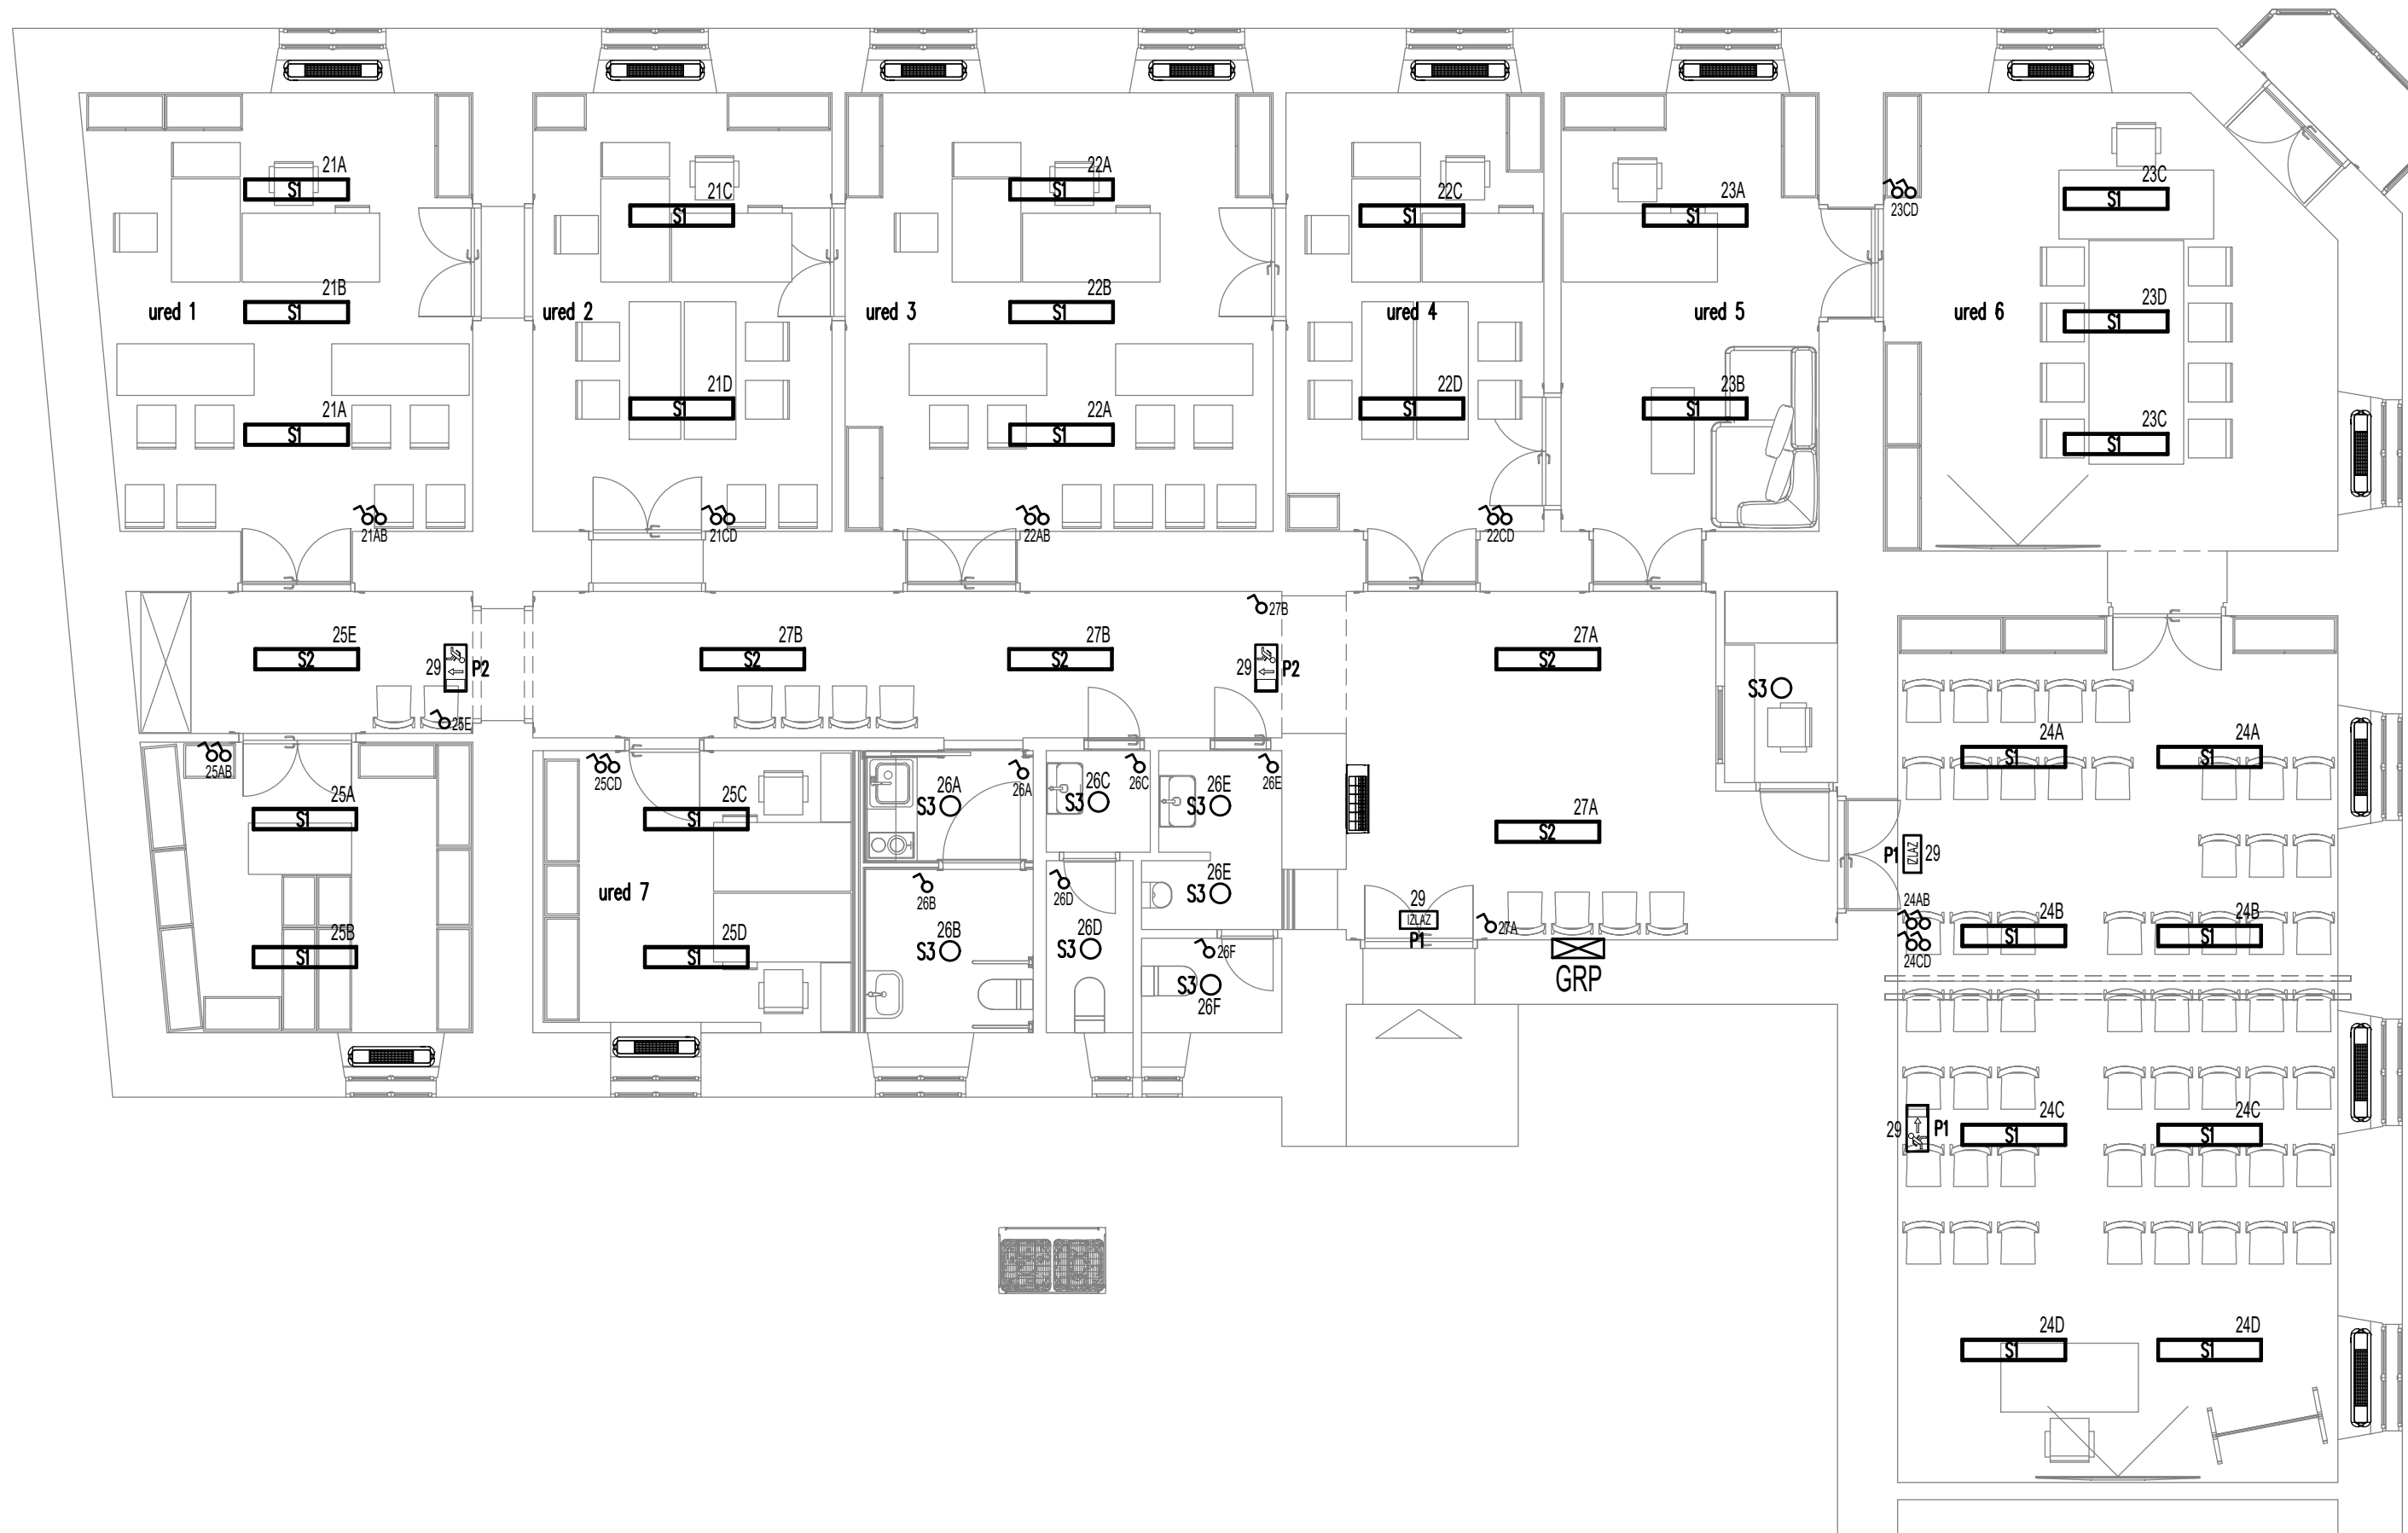 21A
S1
21C
S1
22A
S1
22C
S1
23A
S1
23CD
23C
S1
ured 1
21B
S1
ured 2
ured 3
22B
S1
ured 4
ured 5
ured 6
23D
S1
21A
S1
21D
S1
22A
S1
22D
S1
23B
S1
23C
S1
21AB
21CD
22AB
22CD
25E
S2
29
P2
25E
27B
S2
27B
S2
27B
29
P2
27A
S2
S3
25AB
25A
S1
25B
S1
25CD
25C
S1
ured 7
25D
S1
26A
S3
26A
26B
26B
S3
26C
S3
26C
26D
26D
S3
26E
S3
26E
26E
S3
26F
S3
26F
27A
S2
29
IZLAZ
P1
27A
GRP
24A
S1
24A
S1
P1
IZLAZ
29
24AB
24CD
24B
S1
24B
S1
29
P1
24C
S1
24C
S1
24D
S1
24D
S1